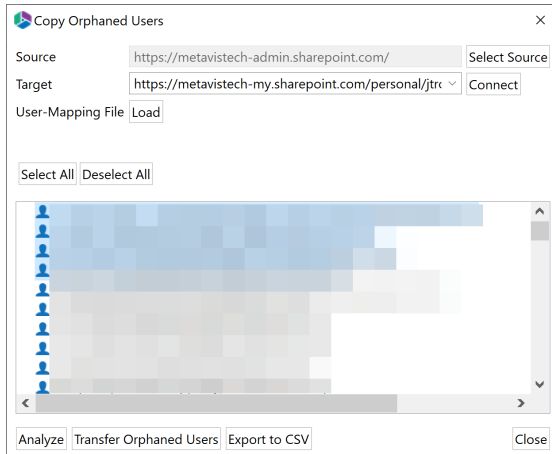 Copy Orphaned Users
Source https://metavistech-admin.sharepoint.com/ Select Source
Target https://metavistech-my.sharepoint.com/personal/jtrc Connect
User-Mapping File Load
Select All Deselect All
Analyze Transfer Orphaned Users Export to CSV Close